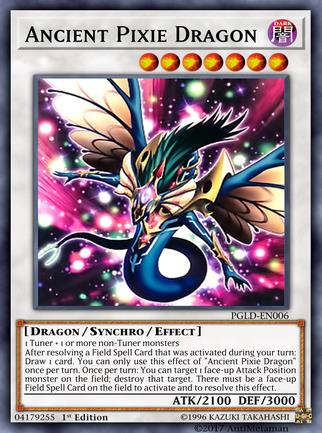 ANCIENT PIXIE DRAGON
DARK
闇
PGLD-EN006
[DRAGON / SYNCHRO / EFFECT]
1 Tuner + 1 or more non-Tuner monsters
After resolving a Field Spell Card that was activated during your turn:
Draw 1 card. You can only use this effect of "Ancient Pixie Dragon"
once per turn. Once per turn: You can target 1 face-up Attack Position
monster on the field; destroy that target. There must be a face-up
Field Spell on the field to activate and to resolve this effect.
ATK/2100 DEF/3000
04179255 1st Edition ©1996 KAZUKI TAKAHASHI
©2017 AntiMetaman